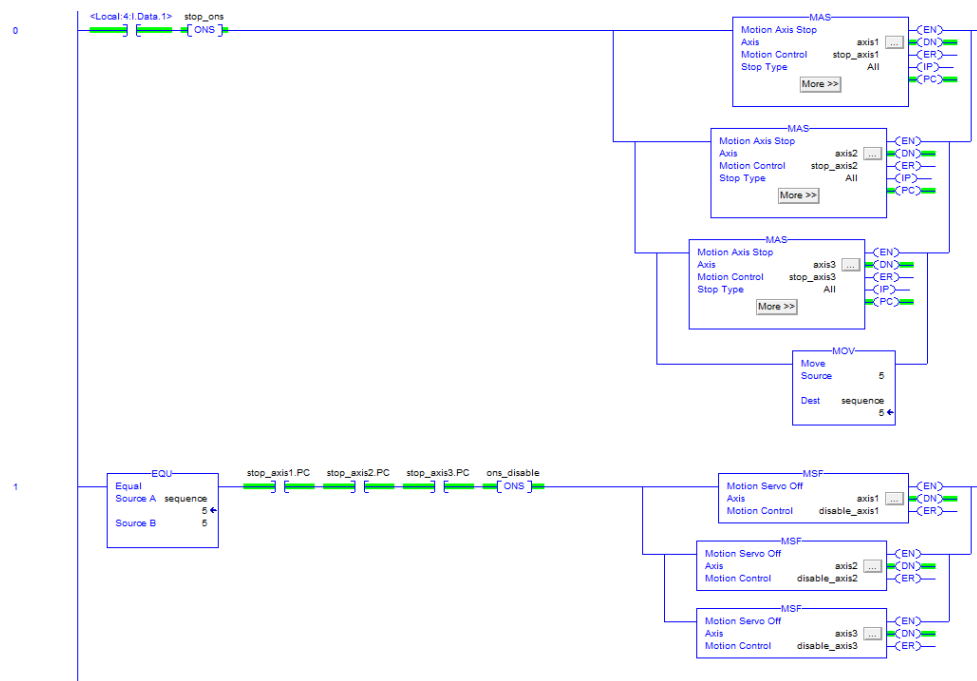 0
<Local:4:I.Data.1> stop_ons
ONS
MAS
Motion Axis Stop
Axis axis1 ...
Motion Control stop_axis1
Stop Type All
More >>
EN
DN
ER
IP
PC
MAS
Motion Axis Stop
Axis axis2 ...
Motion Control stop_axis2
Stop Type All
More >>
EN
DN
ER
IP
PC
MAS
Motion Axis Stop
Axis axis3 ...
Motion Control stop_axis3
Stop Type All
More >>
EN
DN
ER
IP
PC
MOV
Move
Source 5
Dest sequence
5
1
EQU
Equal
Source A sequence
5
Source B 5
stop_axis1.PC stop_axis2.PC stop_axis3.PC ons_disable
ONS
MSF
Motion Servo Off
Axis axis1 ...
Motion Control disable_axis1
EN
DN
ER
MSF
Motion Servo Off
Axis axis2 ...
Motion Control disable_axis2
EN
DN
ER
MSF
Motion Servo Off
Axis axis3 ...
Motion Control disable_axis3
EN
DN
ER